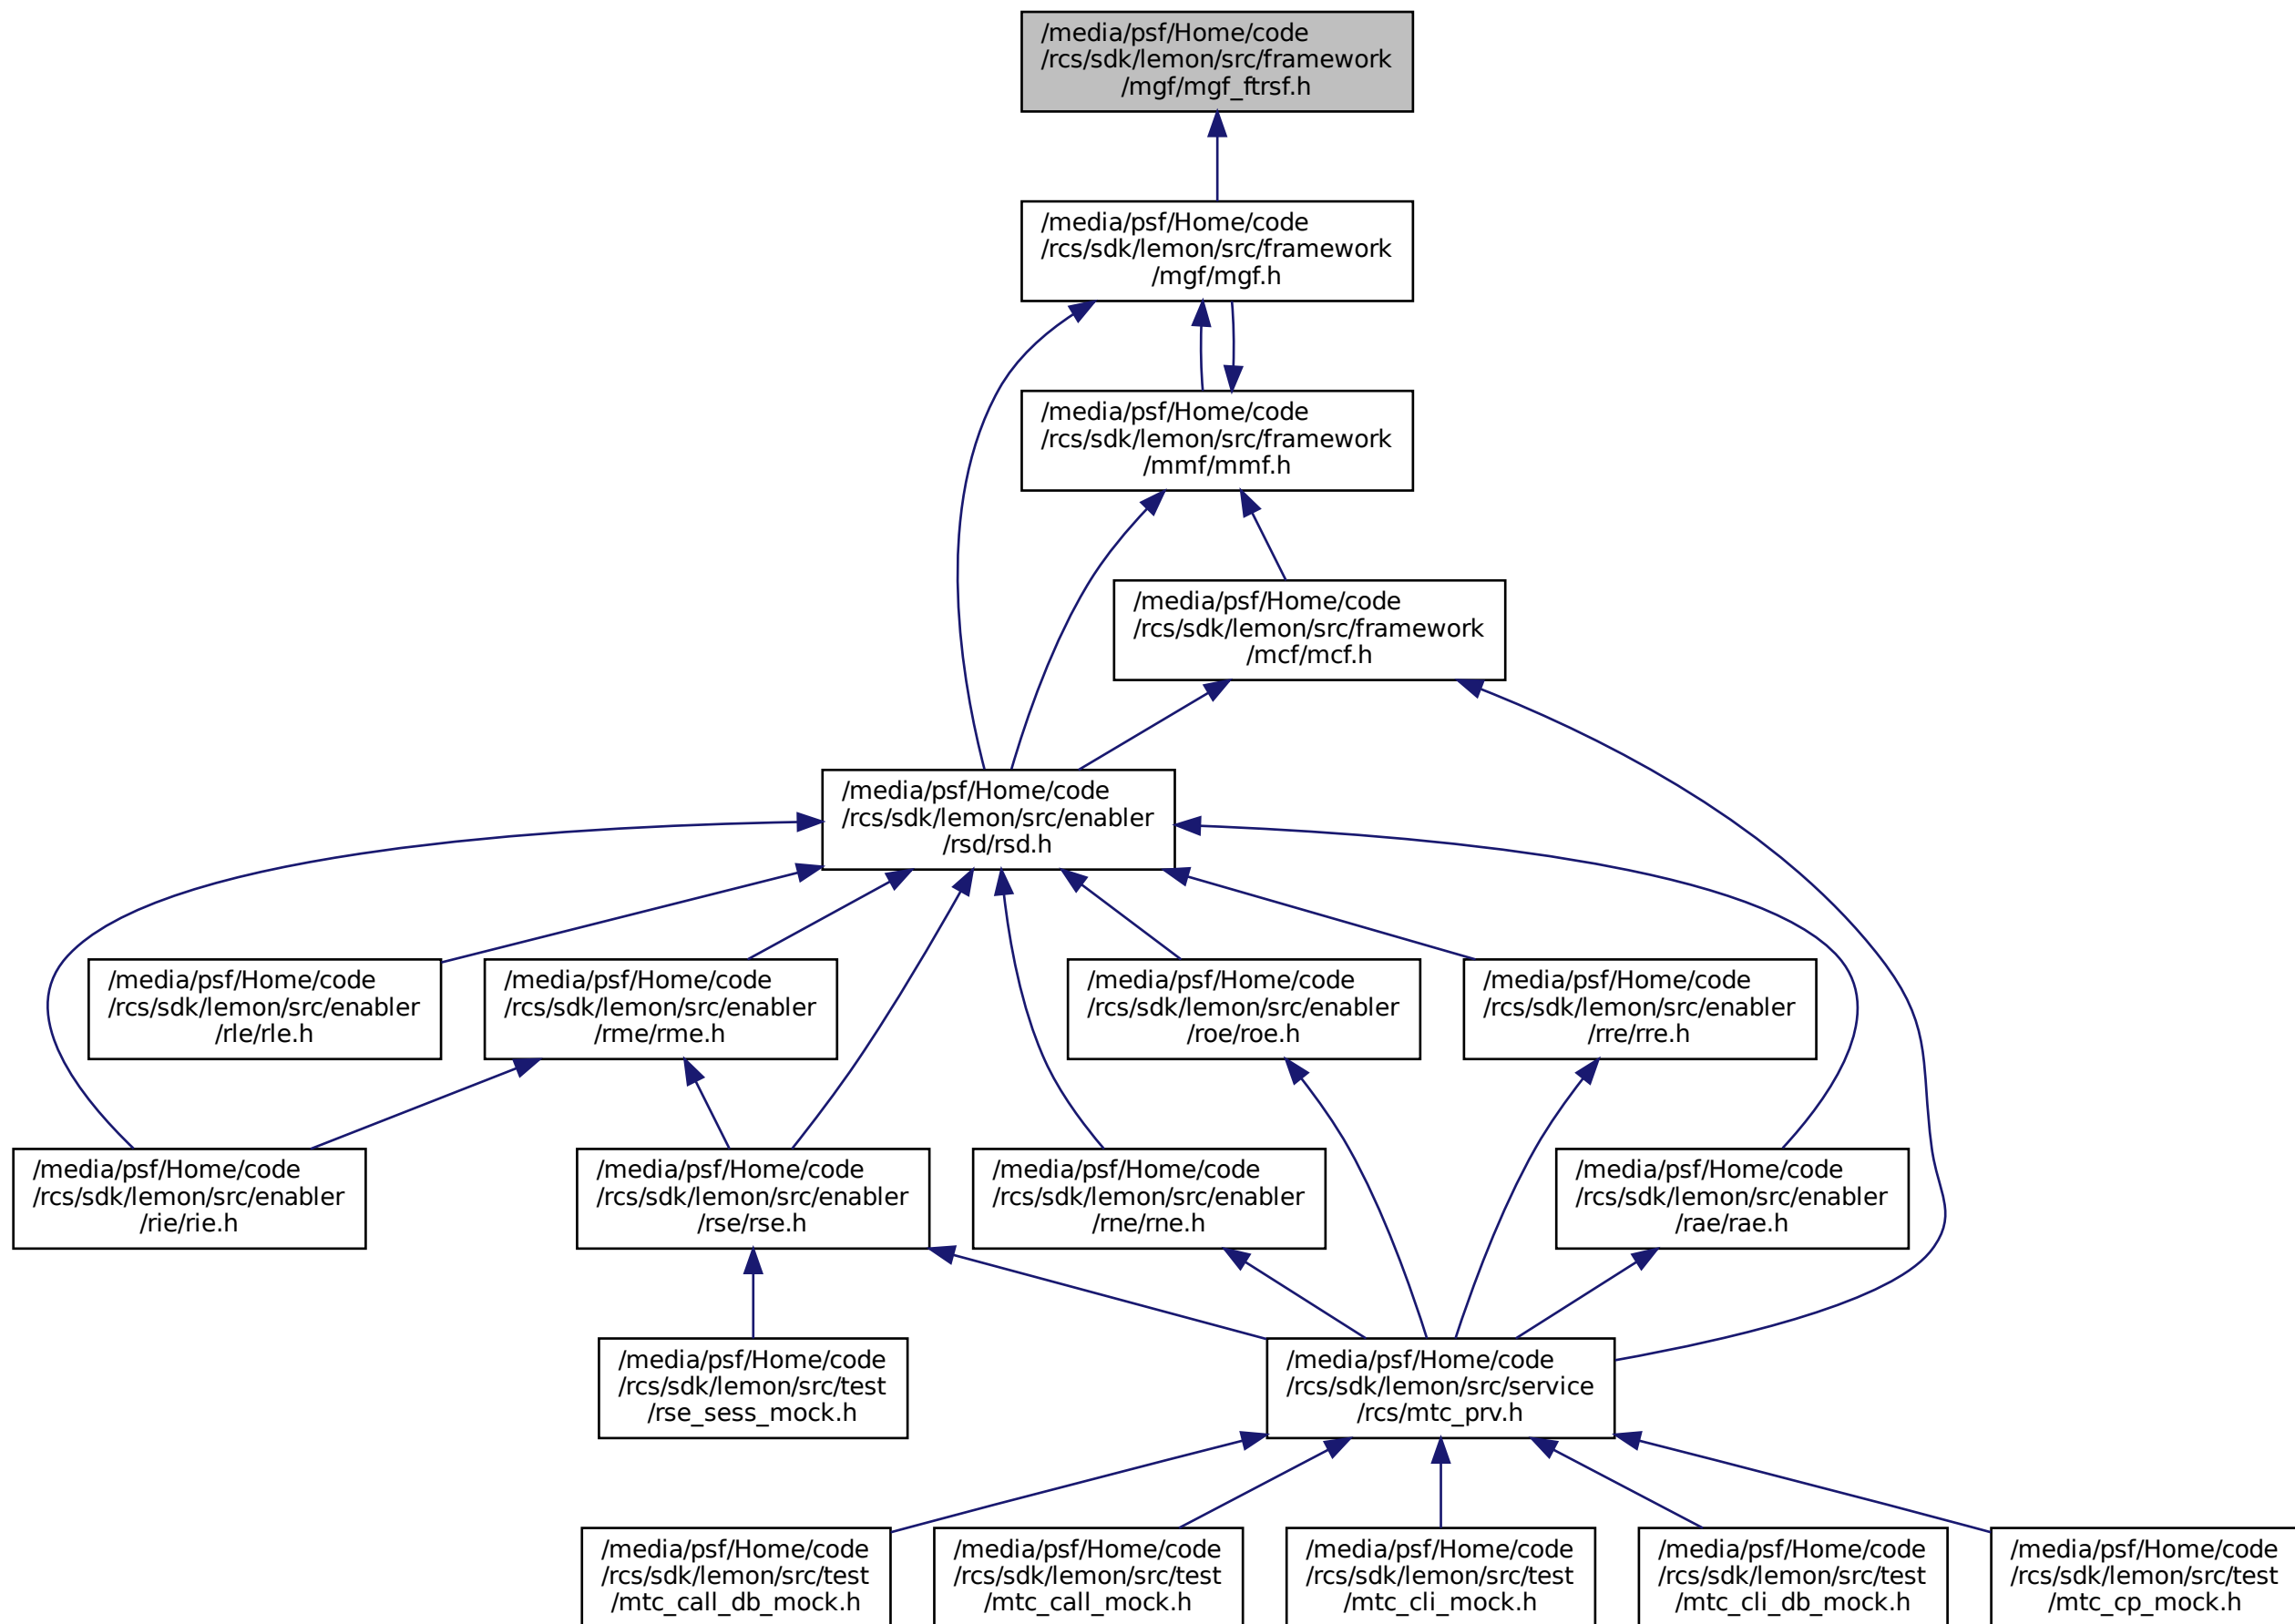 /media/psf/Home/code
/rcs/sdk/lemon/src/framework
/mgf/mgf_ftrsf.h
/media/psf/Home/code
/rcs/sdk/lemon/src/framework
/mgf/mgf.h
/media/psf/Home/code
/rcs/sdk/lemon/src/framework
/mmf/mmf.h
/media/psf/Home/code
/rcs/sdk/lemon/src/framework
/mcf/mcf.h
/media/psf/Home/code
/rcs/sdk/lemon/src/enabler
/rsd/rsd.h
/media/psf/Home/code
/rcs/sdk/lemon/src/enabler
/rle/rle.h
/media/psf/Home/code
/rcs/sdk/lemon/src/enabler
/rme/rme.h
/media/psf/Home/code
/rcs/sdk/lemon/src/enabler
/roe/roe.h
/media/psf/Home/code
/rcs/sdk/lemon/src/enabler
/rre/rre.h
/media/psf/Home/code
/rcs/sdk/lemon/src/enabler
/rie/rie.h
/media/psf/Home/code
/rcs/sdk/lemon/src/enabler
/rse/rse.h
/media/psf/Home/code
/rcs/sdk/lemon/src/enabler
/rne/rne.h
/media/psf/Home/code
/rcs/sdk/lemon/src/enabler
/rae/rae.h
/media/psf/Home/code
/rcs/sdk/lemon/src/test
/rse_sess_mock.h
/media/psf/Home/code
/rcs/sdk/lemon/src/service
/rcs/mtc_prv.h
/media/psf/Home/code
/rcs/sdk/lemon/src/test
/mtc_call_db_mock.h
/media/psf/Home/code
/rcs/sdk/lemon/src/test
/mtc_call_mock.h
/media/psf/Home/code
/rcs/sdk/lemon/src/test
/mtc_cli_mock.h
/media/psf/Home/code
/rcs/sdk/lemon/src/test
/mtc_cli_db_mock.h
/media/psf/Home/code
/rcs/sdk/lemon/src/test
/mtc_cp_mock.h